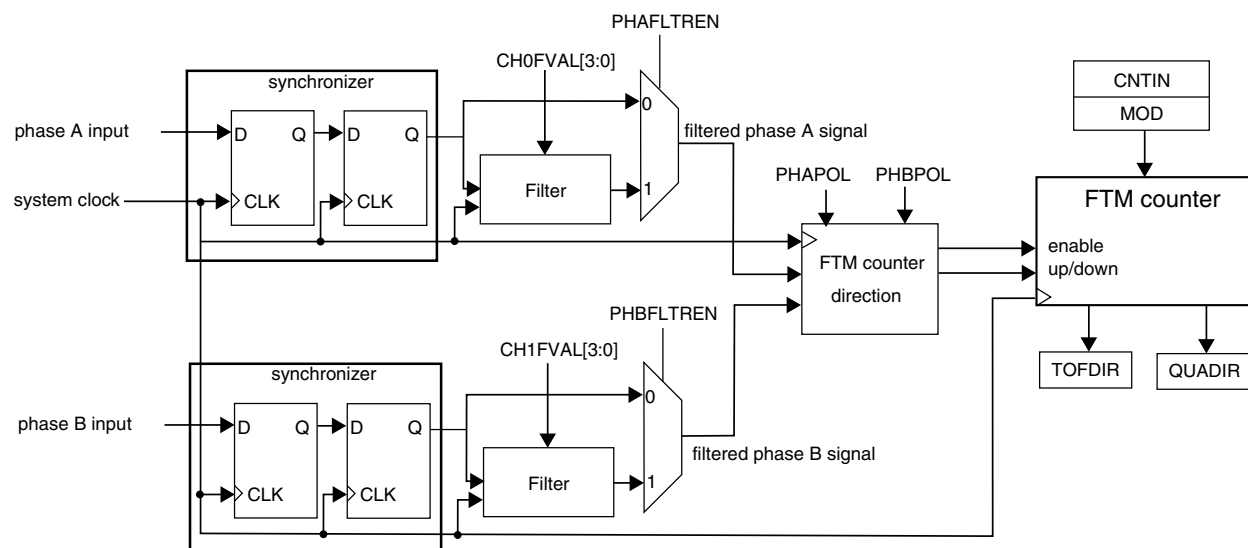 PHAFLTREN
CH0FVAL[3:0]
synchronizer
CNTIN
MOD
0
phase A input
D Q D Q
filtered phase A signal
Filter
1
PHAPOL PHBPOL
system clock
CLK CLK
FTM counter
enable
up/down
FTM counter
direction
PHBFLTREN
CH1FVAL[3:0]
TOFDIR QUADIR
synchronizer
0
phase B input
D Q D Q
filtered phase B signal
Filter
1
CLK CLK